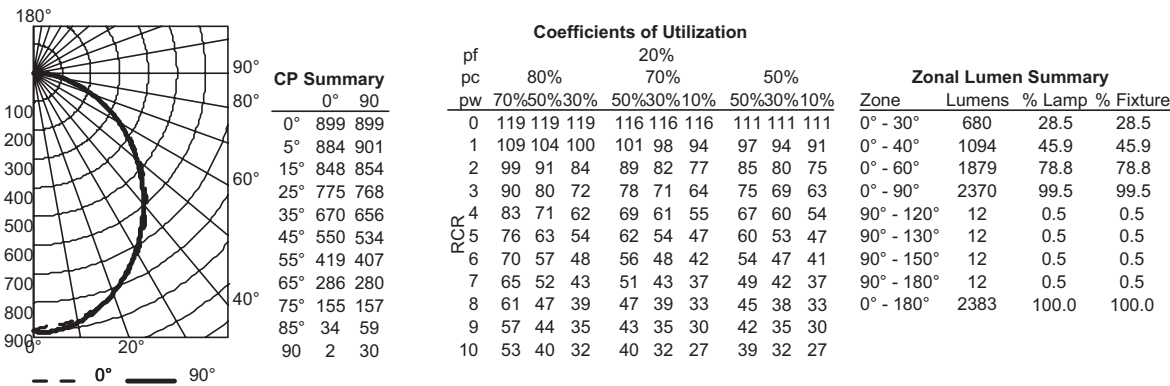 180°
90°
80°
60°
40°
20°
0°
100
200
300
400
500
600
700
800
900
0° 90°
CP Summary
0° 90
0° 899 899
5° 884 901
15° 848 854
25° 775 768
35° 670 656
45° 550 534
55° 419 407
65° 286 280
75° 155 157
85° 34 59
90 2 30
Coefficients of Utilization
pf 20%
pc 80% 70% 50%
pw 70%50%30% 50%30%10% 50%30%10%
RCR
0 119 119 119 116 116 116 111 111 111
1 109 104 100 101 98 94 97 94 91
2 99 91 84 89 82 77 85 80 75
3 90 80 72 78 71 64 75 69 63
4 83 71 62 69 61 55 67 60 54
5 76 63 54 62 54 47 60 53 47
6 70 57 48 56 48 42 54 47 41
7 65 52 43 51 43 37 49 42 37
8 61 47 39 47 39 33 45 38 33
9 57 44 35 43 35 30 42 35 30
10 53 40 32 40 32 27 39 32 27
Zonal Lumen Summary
Zone Lumens % Lamp % Fixture
0° - 30° 680 28.5 28.5
0° - 40° 1094 45.9 45.9
0° - 60° 1879 78.8 78.8
0° - 90° 2370 99.5 99.5
90° - 120° 12 0.5 0.5
90° - 130° 12 0.5 0.5
90° - 150° 12 0.5 0.5
90° - 180° 12 0.5 0.5
0° - 180° 2383 100.0 100.0